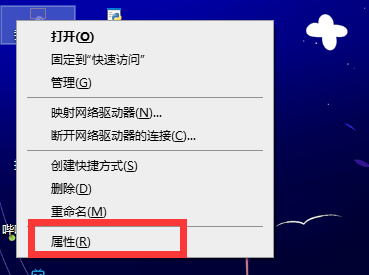 打开(O)
固定到"快速访问"
管理(G)
映射网络驱动器(N)...
断开网络驱动器的连接(C)...
创建快捷方式(S)
删除(D)
重命名(M)
属性(R)